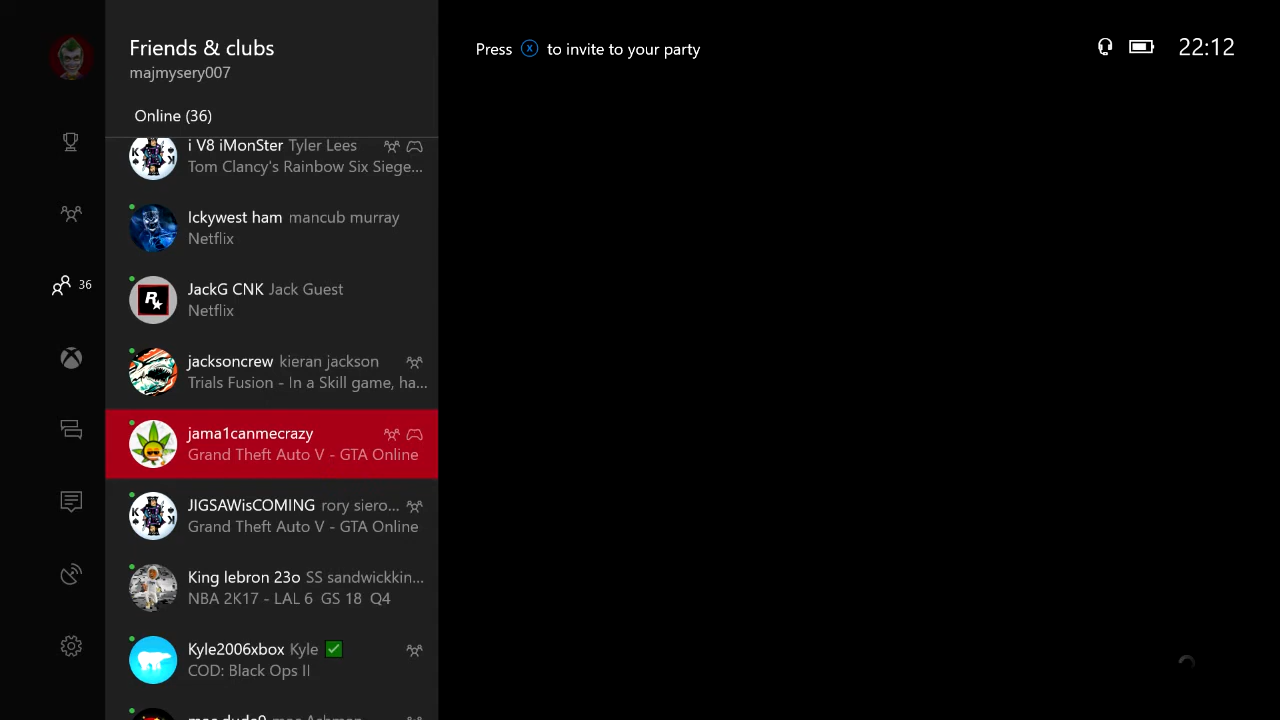 Friends & clubs
majmysery007
Online (36)
Press X to invite to your party
22:12
36
i V8 iMonSter Tyler Lees
Tom Clancy's Rainbow Six Siege...
Ickywest ham mancub murray
Netflix
JackG CNK Jack Guest
Netflix
jacksoncrew kieran jackson
Trials Fusion - In a Skill game, ha...
jama1canmecrazy
Grand Theft Auto V - GTA Online
JIGSAWisCOMING rory siero...
Grand Theft Auto V - GTA Online
King lebron 23o SS sandwickkin...
NBA 2K17 - LAL 6 GS 18 Q4
Kyle2006xbox Kyle
COD: Black Ops II